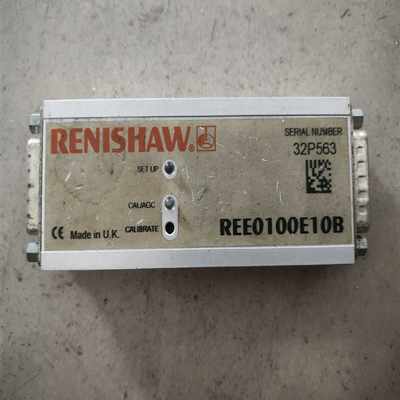 RENISHAW.
SERIAL NUMBER
32P563
SET UP
CAL/AGC
CE Made in U.K.
CALIBRATE
REE0100E10B